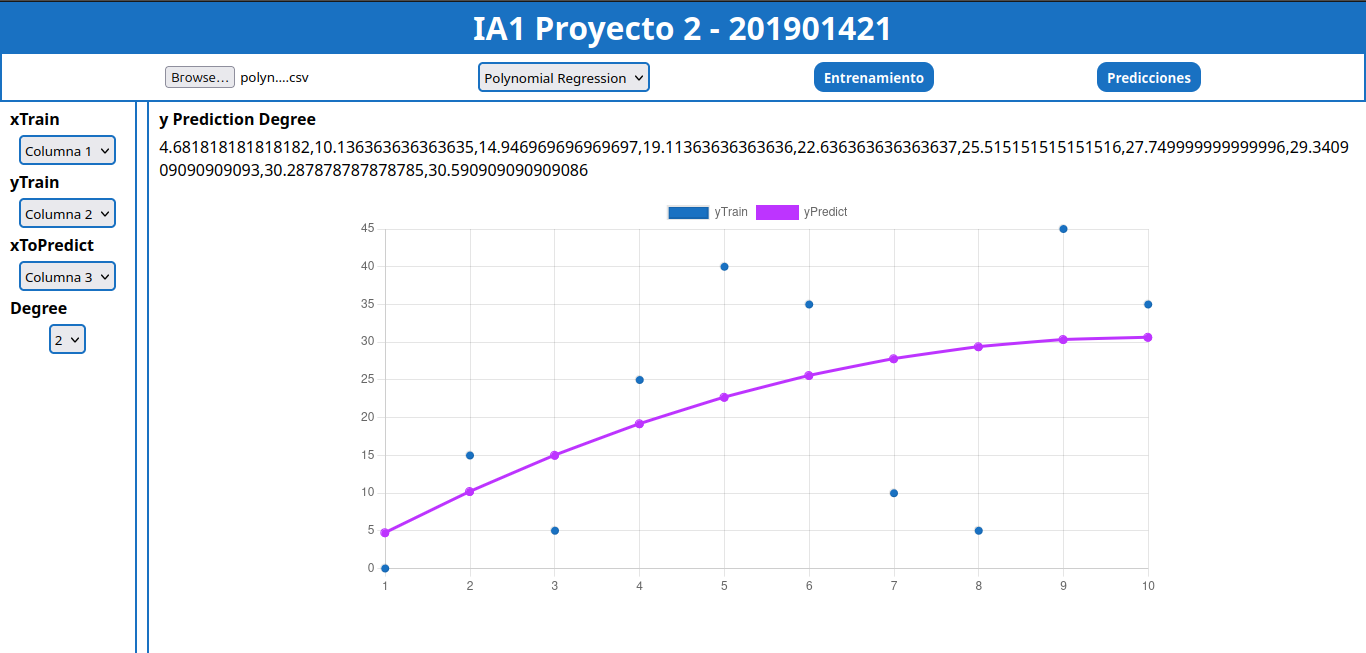 IA1 Proyecto 2 - 201901421
Browse... polyn....csv Polynomial Regression Entrenamiento Predicciones
xTrain
Columna 1
yTrain
Columna 2
xToPredict
Columna 3
Degree
2
y Prediction Degree
4.681818181818182,10.136363636363635,14.946969696969697,19.11363636363636,22.636363636363637,25.515151515151516,27.749999999999996,29.3409
09090909093,30.287878787878785,30.590909090909086
yTrain yPredict
45
40
35
30
25
20
15
10
5
0
1 2 3 4 5 6 7 8 9 10